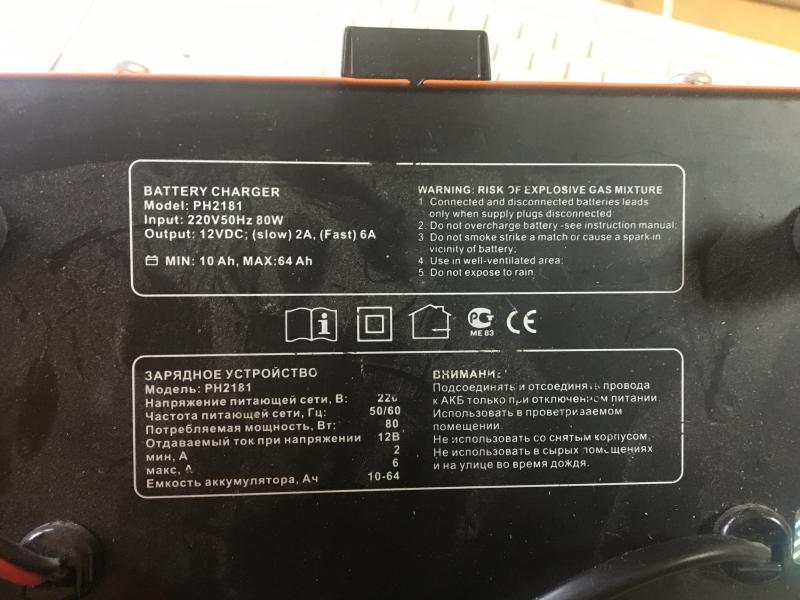 BATTERY CHARGER
Model: PH2181
Input: 220V50Hz 80W
Output: 12VDC; (slow) 2A, (Fast) 6A
MIN: 10 Ah, MAX:64 Ah
WARNING: RISK OF EXPLOSIVE GAS MIXTURE
1. Connected and disconnected batteries leads
only when supply plugs disconnected
2. Do not overcharge battery -see instruction manual;
3. Do not smoke strike a match or cause a spark in
vicinity of battery;
4. Use in well-ventilated area;
5. Do not expose to rain
i
РСТ
ME 83
CE
ЗАРЯДНОЕ УСТРОЙСТВО
Модель: PH2181
Напряжение питающей сети, В: 220
Частота питающей сети, Гц: 50/60
Потребляемая мощность, Вт: 80
Отдаваемый ток при напряжении 12В
мин, А 2
макс, А 6
Емкость аккумулятора, Ач 10-64
ВНИМАНИЕ!
Подсоединять и отсоединять провода
к АКБ только при отключенном питании.
Использовать в проветриваемом
помещении.
Не использовать со снятым корпусом.
Не использовать в сырых помещениях
и на улице во время дождя.